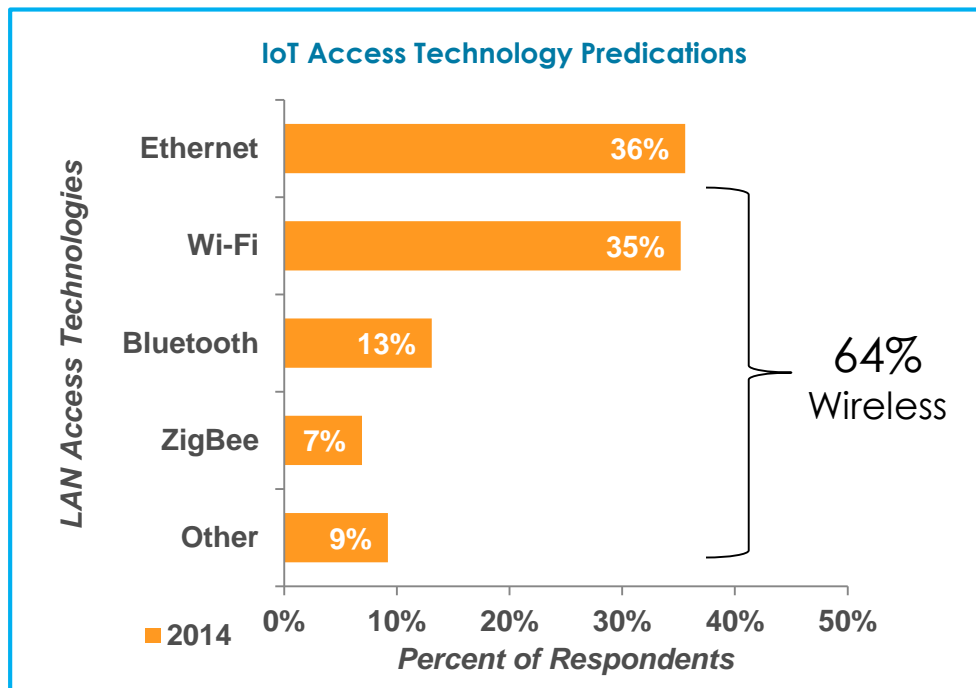 IoT Access Technology Predications
LAN Access Technologies
Ethernet
36%
Wi-Fi
35%
Bluetooth
13%
ZigBee
7%
Other
9%
64%
Wireless
0%
10%
20%
30%
40%
50%
2014
Percent of Respondents